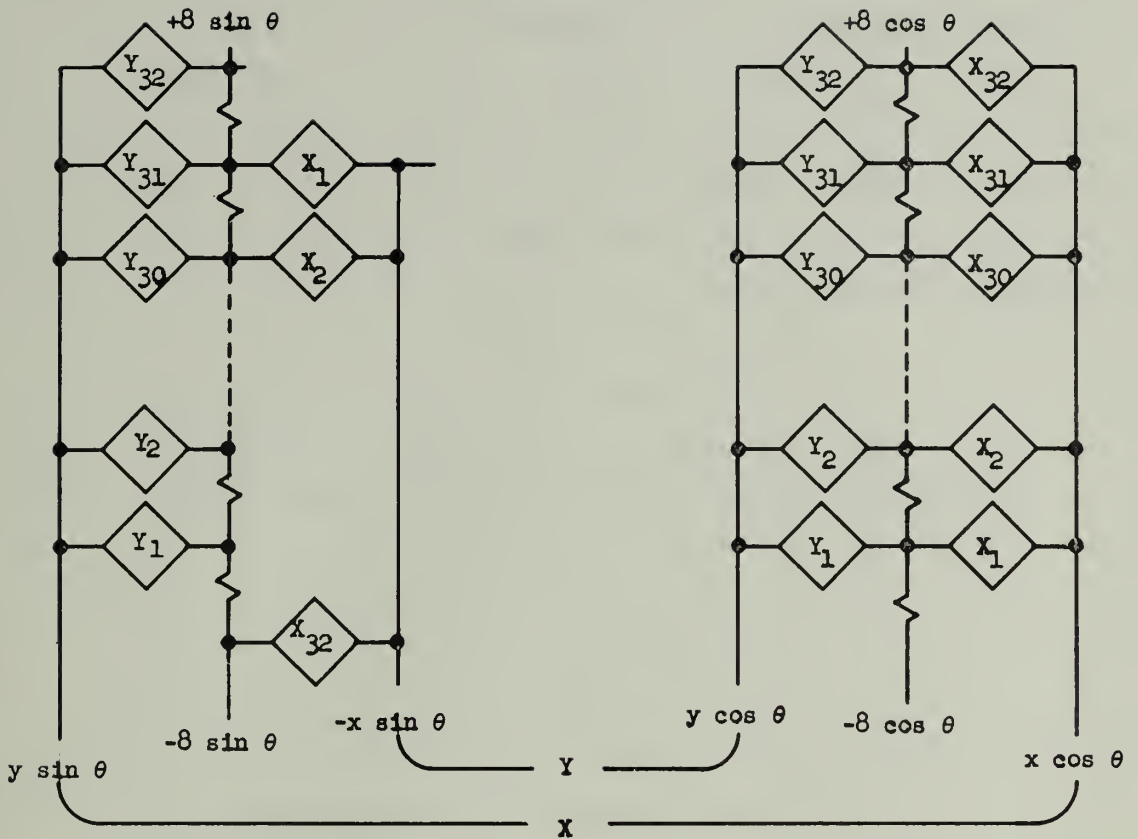 +8 sin θ
+8 cos θ
Y32
Y32
X32
Y31
X1
Y31
X31
Y30
X2
Y30
X30
Y2
Y2
X2
Y1
Y1
X1
X32
-x sin θ
y cos θ
-8 cos θ
-8 sin θ
y sin θ
Y
x cos θ
X